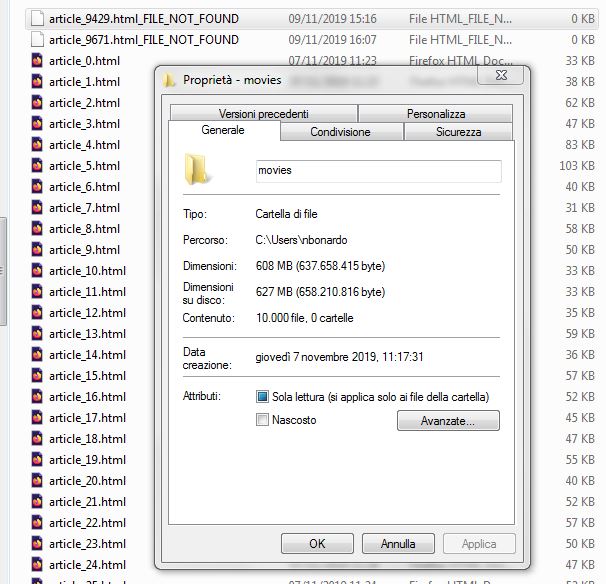 article_9429.html_FILE_NOT_FOUND 09/11/2019 15:16 File HTML_FILE_N... 0 KB
article_9671.html_FILE_NOT_FOUND 09/11/2019 16:07 File HTML_FILE_N... 0 KB
article_0.html 07/11/2019 11:23 Firefox HTML Doc... 33 KB
article_1.html 38 KB
article_2.html 62 KB
article_3.html 47 KB
article_4.html 83 KB
article_5.html 103 KB
article_6.html 40 KB
article_7.html 31 KB
article_8.html 58 KB
article_9.html 50 KB
article_10.html 33 KB
article_11.html 33 KB
article_12.html 35 KB
article_13.html 59 KB
article_14.html 36 KB
article_15.html 57 KB
article_16.html 52 KB
article_17.html 45 KB
article_18.html 47 KB
article_19.html 55 KB
article_20.html 40 KB
article_21.html 52 KB
article_22.html 57 KB
article_23.html 50 KB
article_24.html 47 KB
Proprietà - movies
Versioni precedenti Personalizza
Generale Condivisione Sicurezza
movies
Tipo: Cartella di file
Percorso: C:\Users\nbonardo
Dimensioni: 608 MB (637.658.415 byte)
Dimensioni
su disco: 627 MB (658.210.816 byte)
Contenuto: 10.000 file, 0 cartelle
Data
creazione: giovedì 7 novembre 2019, 11:17:31
Attributi: Sola lettura (si applica solo ai file della cartella)
Nascosto Avanzate...
OK Annulla Applica